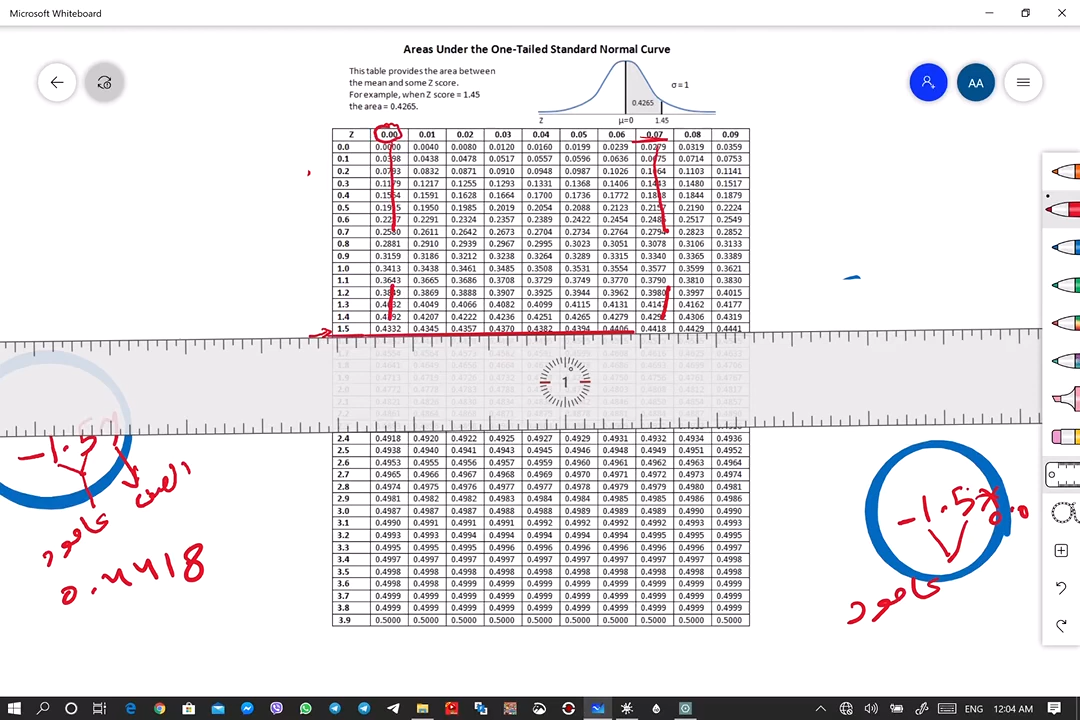 Microsoft Whiteboard
Areas Under the One-Tailed Standard Normal Curve
This table provides the area between
the mean and some Z score.
For example, when Z score = 1.45
the area = 0.4265.
σ=1
0.4265
Z μ=0 1.45
AA
Z 0.00 0.01 0.02 0.03 0.04 0.05 0.06 0.07 0.08 0.09
0.0 0.0000 0.0040 0.0080 0.0120 0.0160 0.0199 0.0239 0.0279 0.0319 0.0359
0.1 0.0398 0.0438 0.0478 0.0517 0.0557 0.0596 0.0636 0.0675 0.0714 0.0753
0.2 0.0793 0.0832 0.0871 0.0910 0.0948 0.0987 0.1026 0.1064 0.1103 0.1141
0.3 0.1179 0.1217 0.1255 0.1293 0.1331 0.1368 0.1406 0.1443 0.1480 0.1517
0.4 0.1554 0.1591 0.1628 0.1664 0.1700 0.1736 0.1772 0.1808 0.1844 0.1879
0.5 0.1915 0.1950 0.1985 0.2019 0.2054 0.2088 0.2123 0.2157 0.2190 0.2224
0.6 0.2257 0.2291 0.2324 0.2357 0.2389 0.2422 0.2454 0.2486 0.2517 0.2549
0.7 0.2580 0.2611 0.2642 0.2673 0.2704 0.2734 0.2764 0.2794 0.2823 0.2852
0.8 0.2881 0.2910 0.2939 0.2967 0.2995 0.3023 0.3051 0.3078 0.3106 0.3133
0.9 0.3159 0.3186 0.3212 0.3238 0.3264 0.3289 0.3315 0.3340 0.3365 0.3389
1.0 0.3413 0.3438 0.3461 0.3485 0.3508 0.3531 0.3554 0.3577 0.3599 0.3621
1.1 0.3643 0.3665 0.3686 0.3708 0.3729 0.3749 0.3770 0.3790 0.3810 0.3830
1.2 0.3849 0.3869 0.3888 0.3907 0.3925 0.3944 0.3962 0.3980 0.3997 0.4015
1.3 0.4032 0.4049 0.4066 0.4082 0.4099 0.4115 0.4131 0.4147 0.4162 0.4177
1.4 0.4192 0.4207 0.4222 0.4236 0.4251 0.4265 0.4279 0.4292 0.4306 0.4319
1.5 0.4332 0.4345 0.4357 0.4370 0.4382 0.4394 0.4406 0.4418 0.4429 0.4441
1°
2.4 0.4918 0.4920 0.4922 0.4925 0.4927 0.4929 0.4931 0.4932 0.4934 0.4936
2.5 0.4938 0.4940 0.4941 0.4943 0.4945 0.4946 0.4948 0.4949 0.4951 0.4952
2.6 0.4953 0.4955 0.4956 0.4957 0.4959 0.4960 0.4961 0.4962 0.4963 0.4964
2.7 0.4965 0.4966 0.4967 0.4968 0.4969 0.4970 0.4971 0.4972 0.4973 0.4974
2.8 0.4974 0.4975 0.4976 0.4977 0.4977 0.4978 0.4979 0.4979 0.4980 0.4981
2.9 0.4981 0.4982 0.4982 0.4983 0.4984 0.4984 0.4985 0.4985 0.4986 0.4986
3.0 0.4987 0.4987 0.4987 0.4988 0.4988 0.4989 0.4989 0.4989 0.4990 0.4990
3.1 0.4990 0.4991 0.4991 0.4991 0.4992 0.4992 0.4992 0.4992 0.4993 0.4993
3.2 0.4993 0.4993 0.4994 0.4994 0.4994 0.4994 0.4994 0.4995 0.4995 0.4995
3.3 0.4995 0.4995 0.4995 0.4996 0.4996 0.4996 0.4996 0.4996 0.4996 0.4997
3.4 0.4997 0.4997 0.4997 0.4997 0.4997 0.4997 0.4997 0.4997 0.4997 0.4998
3.5 0.4998 0.4998 0.4998 0.4998 0.4998 0.4998 0.4998 0.4998 0.4998 0.4998
3.6 0.4998 0.4998 0.4999 0.4999 0.4999 0.4999 0.4999 0.4999 0.4999 0.4999
3.7 0.4999 0.4999 0.4999 0.4999 0.4999 0.4999 0.4999 0.4999 0.4999 0.4999
3.8 0.4999 0.4999 0.4999 0.4999 0.4999 0.4999 0.4999 0.4999 0.4999 0.4999
3.9 0.5000 0.5000 0.5000 0.5000 0.5000 0.5000 0.5000 0.5000 0.5000 0.5000
0.4418
-1.5
ENG 12:04 AM